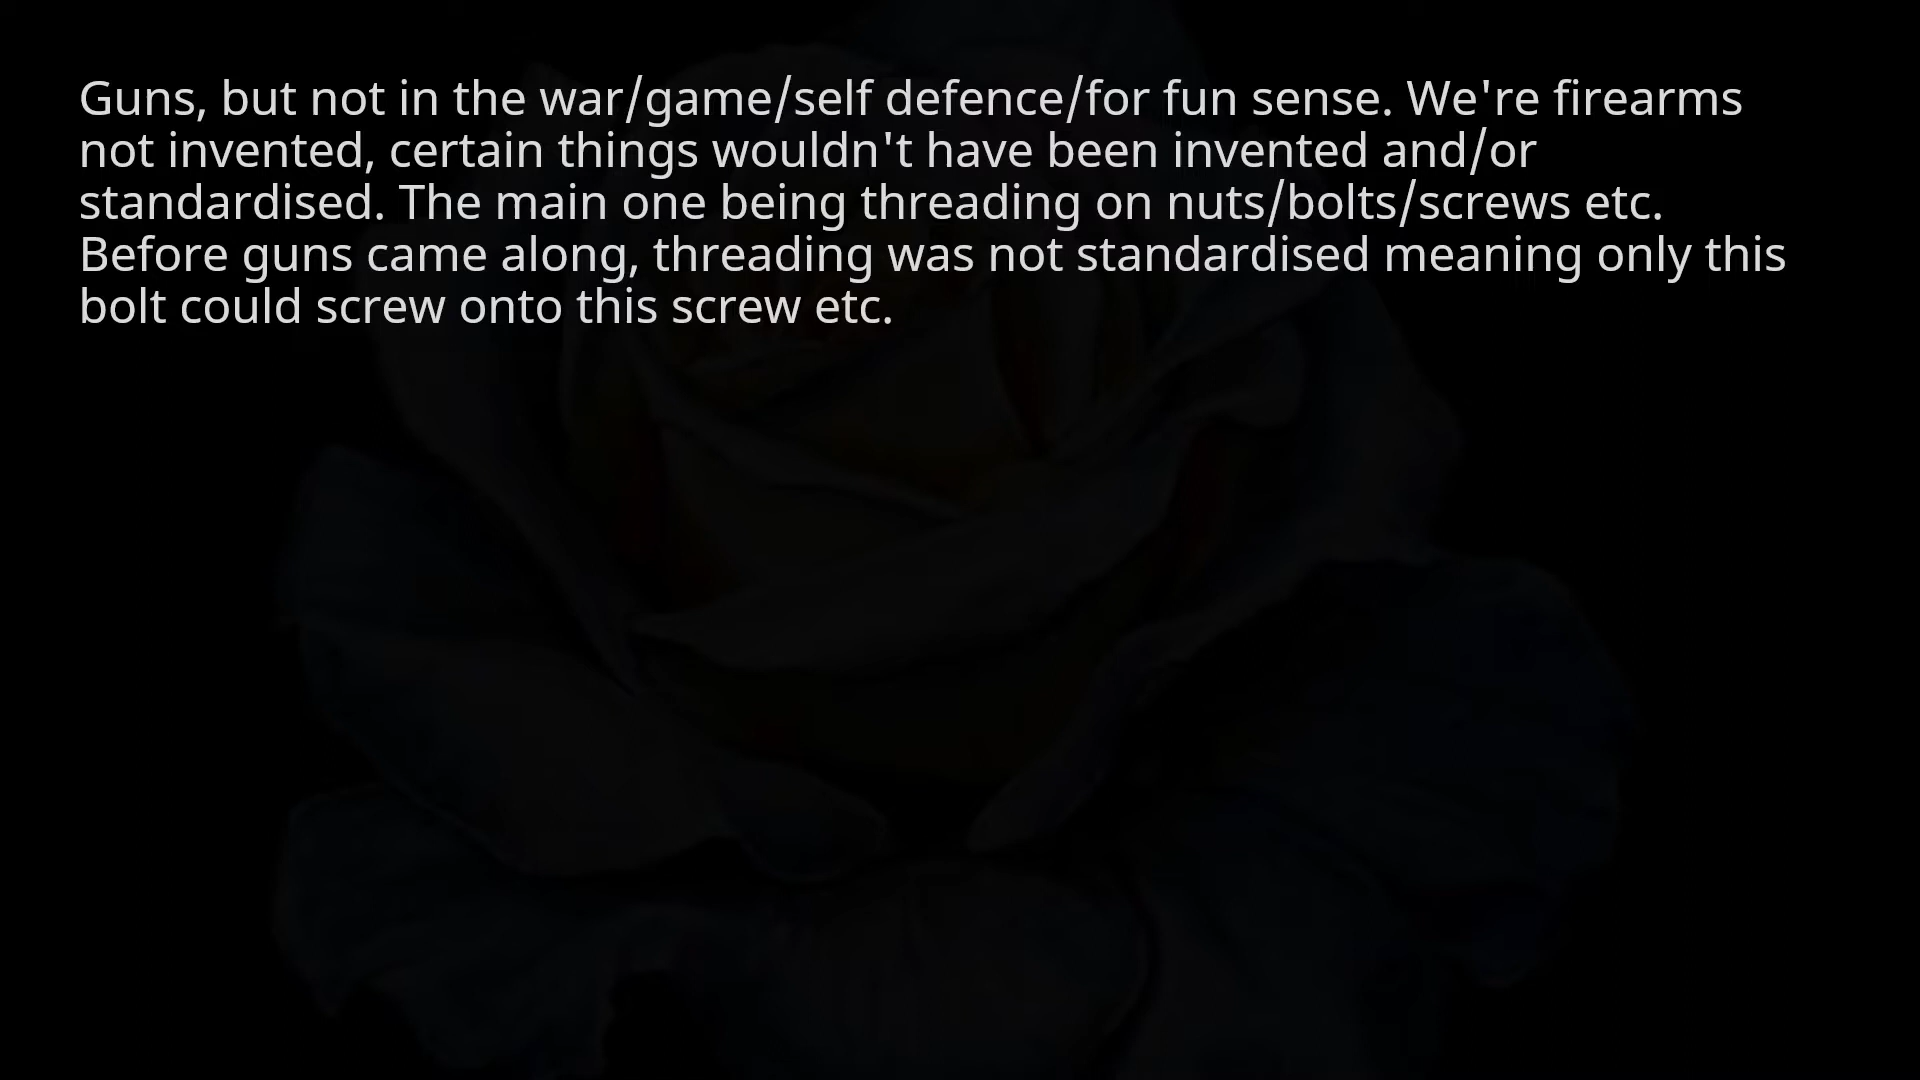 Guns, but not in the war/game/self defence/for fun sense. We're firearms
not invented, certain things wouldn't have been invented and/or
standardised. The main one being threading on nuts/bolts/screws etc.
Before guns came along, threading was not standardised meaning only this
bolt could screw onto this screw etc.